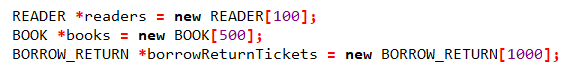 READER *readers = new READER[100];
BOOK *books = new BOOK[500];
BORROW_RETURN *borrowReturnTickets = new BORROW_RETURN[1000];